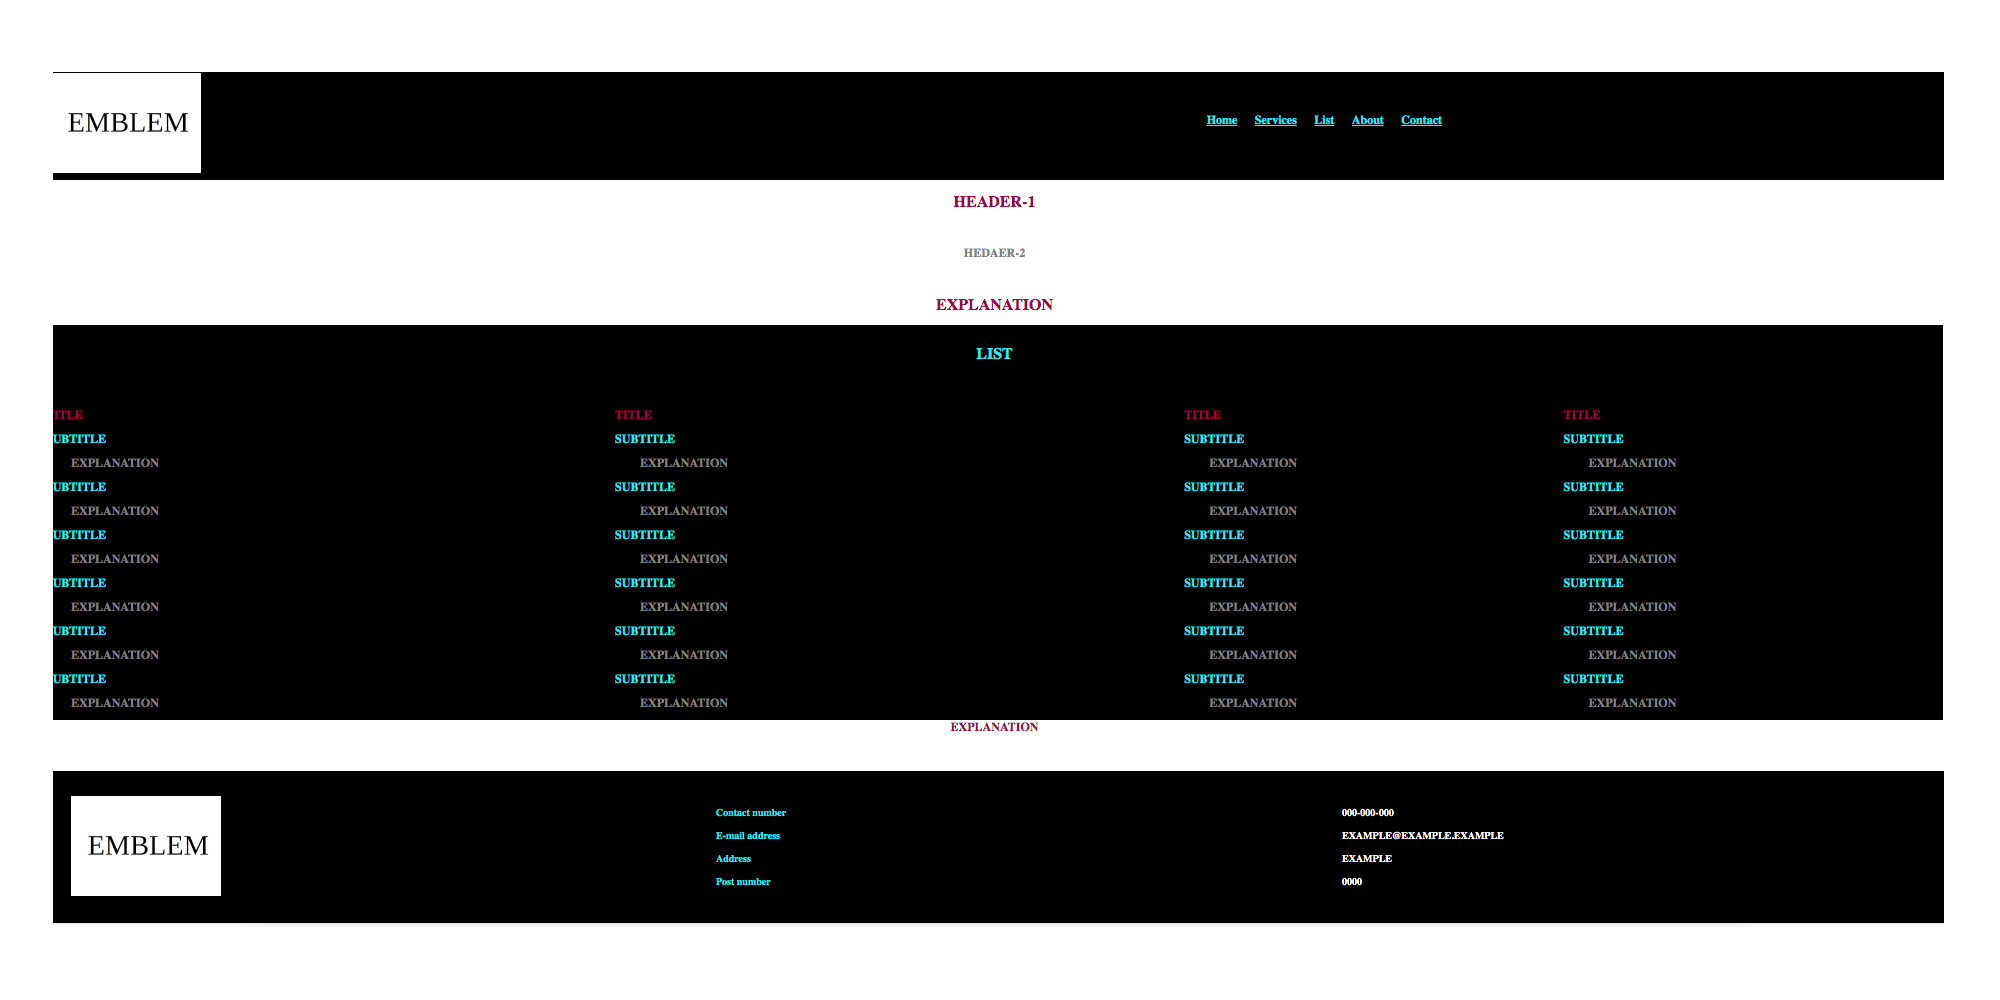 EMBLEM
Home Services List About Contact
HEADER-1
HEDAER-2
EXPLANATION
LIST
ITLE TITLE TITLE TITLE
UBTITLE SUBTITLE SUBTITLE SUBTITLE
EXPLANATION EXPLANATION EXPLANATION EXPLANATION
UBTITLE SUBTITLE SUBTITLE SUBTITLE
EXPLANATION EXPLANATION EXPLANATION EXPLANATION
UBTITLE SUBTITLE SUBTITLE SUBTITLE
EXPLANATION EXPLANATION EXPLANATION EXPLANATION
UBTITLE SUBTITLE SUBTITLE SUBTITLE
EXPLANATION EXPLANATION EXPLANATION EXPLANATION
UBTITLE SUBTITLE SUBTITLE SUBTITLE
EXPLANATION EXPLANATION EXPLANATION EXPLANATION
UBTITLE SUBTITLE SUBTITLE SUBTITLE
EXPLANATION EXPLANATION EXPLANATION EXPLANATION
EXPLANATION
EMBLEM
Contact number 000-000-000
E-mail address EXAMPLE@EXAMPLE.EXAMPLE
Address EXAMPLE
Post number 0000